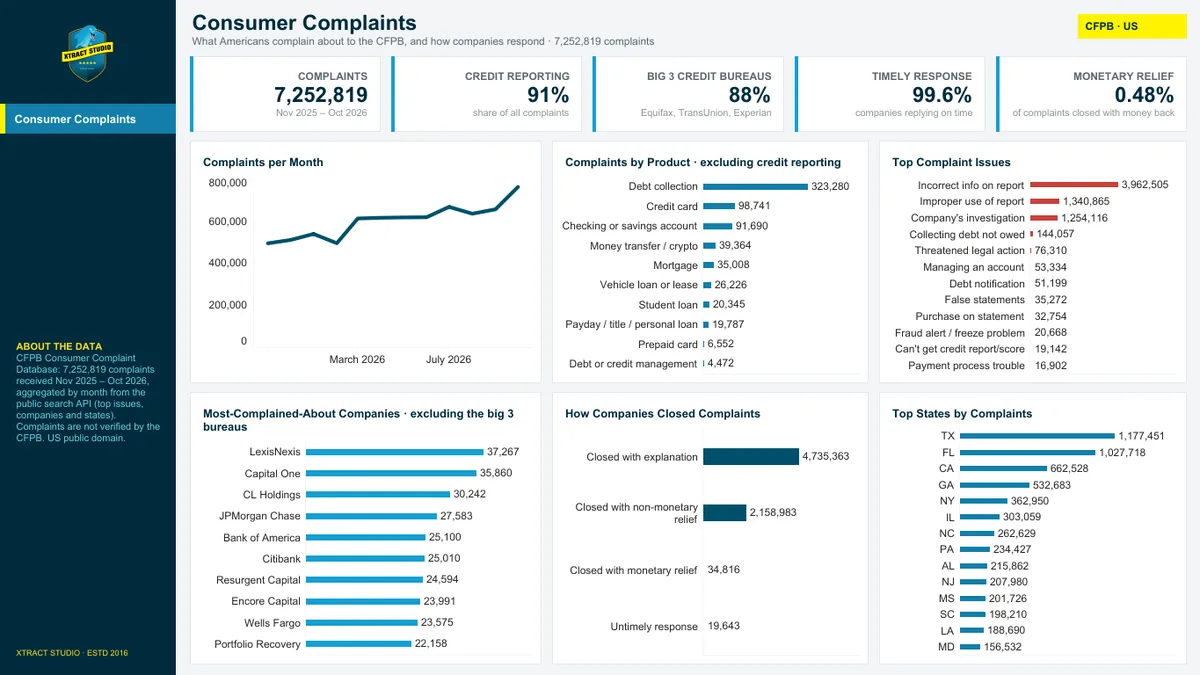 XTRACT STUDIO
Consumer Complaints
ABOUT THE DATA
CFPB Consumer Complaint
Database: 7,252,819 complaints
received Nov 2025 – Oct 2026,
aggregated by month from the
public search API (top issues,
companies and states).
Complaints are not verified by the
CFPB. US public domain.
XTRACT STUDIO · ESTD 2016
Consumer Complaints
What Americans complain about to the CFPB, and how companies respond · 7,252,819 complaints
CFPB · US
COMPLAINTS
7,252,819
Nov 2025 – Oct 2026
CREDIT REPORTING
91%
share of all complaints
BIG 3 CREDIT BUREAUS
88%
Equifax, TransUnion, Experian
TIMELY RESPONSE
99.6%
companies replying on time
MONETARY RELIEF
0.48%
of complaints closed with money back
Complaints per Month
800,000
600,000
400,000
200,000
0
March 2026 July 2026
Complaints by Product · excluding credit reporting
Debt collection 323,280
Credit card 98,741
Checking or savings account 91,690
Money transfer / crypto 39,364
Mortgage 35,008
Vehicle loan or lease 26,226
Student loan 20,345
Payday / title / personal loan 19,787
Prepaid card 6,552
Debt or credit management 4,472
Top Complaint Issues
Incorrect info on report 3,962,505
Improper use of report 1,340,865
Company's investigation 1,254,116
Collecting debt not owed 144,057
Threatened legal action 76,310
Managing an account 53,334
Debt notification 51,199
False statements 35,272
Purchase on statement 32,754
Fraud alert / freeze problem 20,668
Can't get credit report/score 19,142
Payment process trouble 16,902
Most-Complained-About Companies · excluding the big 3
bureaus
LexisNexis 37,267
Capital One 35,860
CL Holdings 30,242
JPMorgan Chase 27,583
Bank of America 25,100
Citibank 25,010
Resurgent Capital 24,594
Encore Capital 23,991
Wells Fargo 23,575
Portfolio Recovery 22,158
How Companies Closed Complaints
Closed with explanation 4,735,363
Closed with non-monetary
relief 2,158,983
Closed with monetary relief 34,816
Untimely response 19,643
Top States by Complaints
TX 1,177,451
FL 1,027,718
CA 662,528
GA 532,683
NY 362,950
IL 303,059
NC 262,629
PA 234,427
AL 215,862
NJ 207,980
MS 201,726
SC 198,210
LA 188,690
MD 156,532